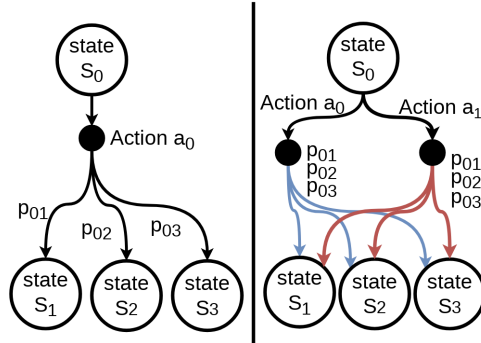 state
S0
Action a0
p01
p02
p03
state
S1
state
S2
state
S3
state
S0
Action a0
Action a1
p01
p02
p03
p01
p02
p03
state
S1
state
S2
state
S3